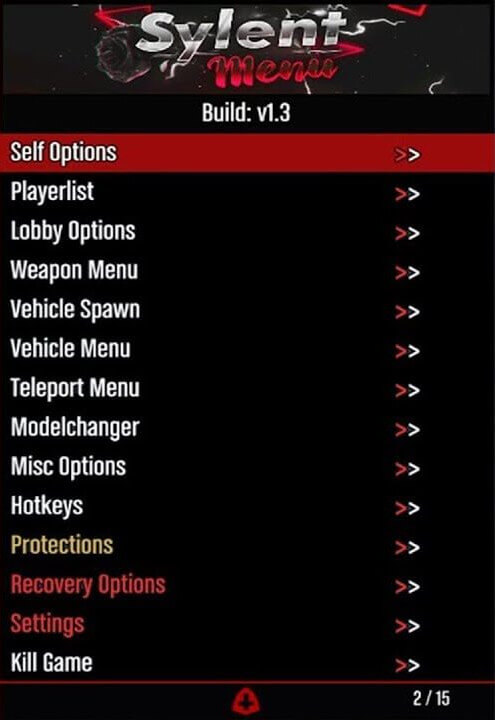 Sylent
Menu
Build: v1.3
Self Options >>
Playerlist >>
Lobby Options >>
Weapon Menu >>
Vehicle Spawn >>
Vehicle Menu >>
Teleport Menu >>
Modelchanger >>
Misc Options >>
Hotkeys >>
Protections >>
Recovery Options >>
Settings >>
Kill Game >>
2 / 15